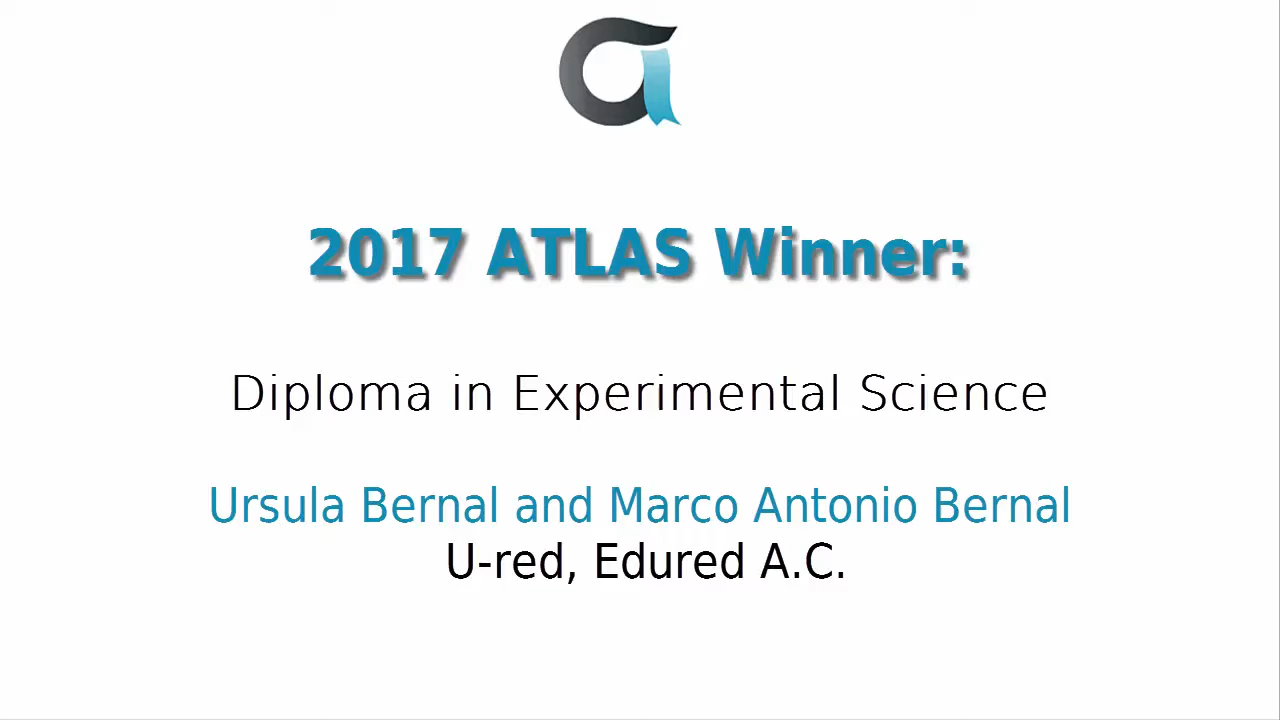 2017 ATLAS Winner:
Diploma in Experimental Science
Ursula Bernal and Marco Antonio Bernal
U-red, Edured A.C.